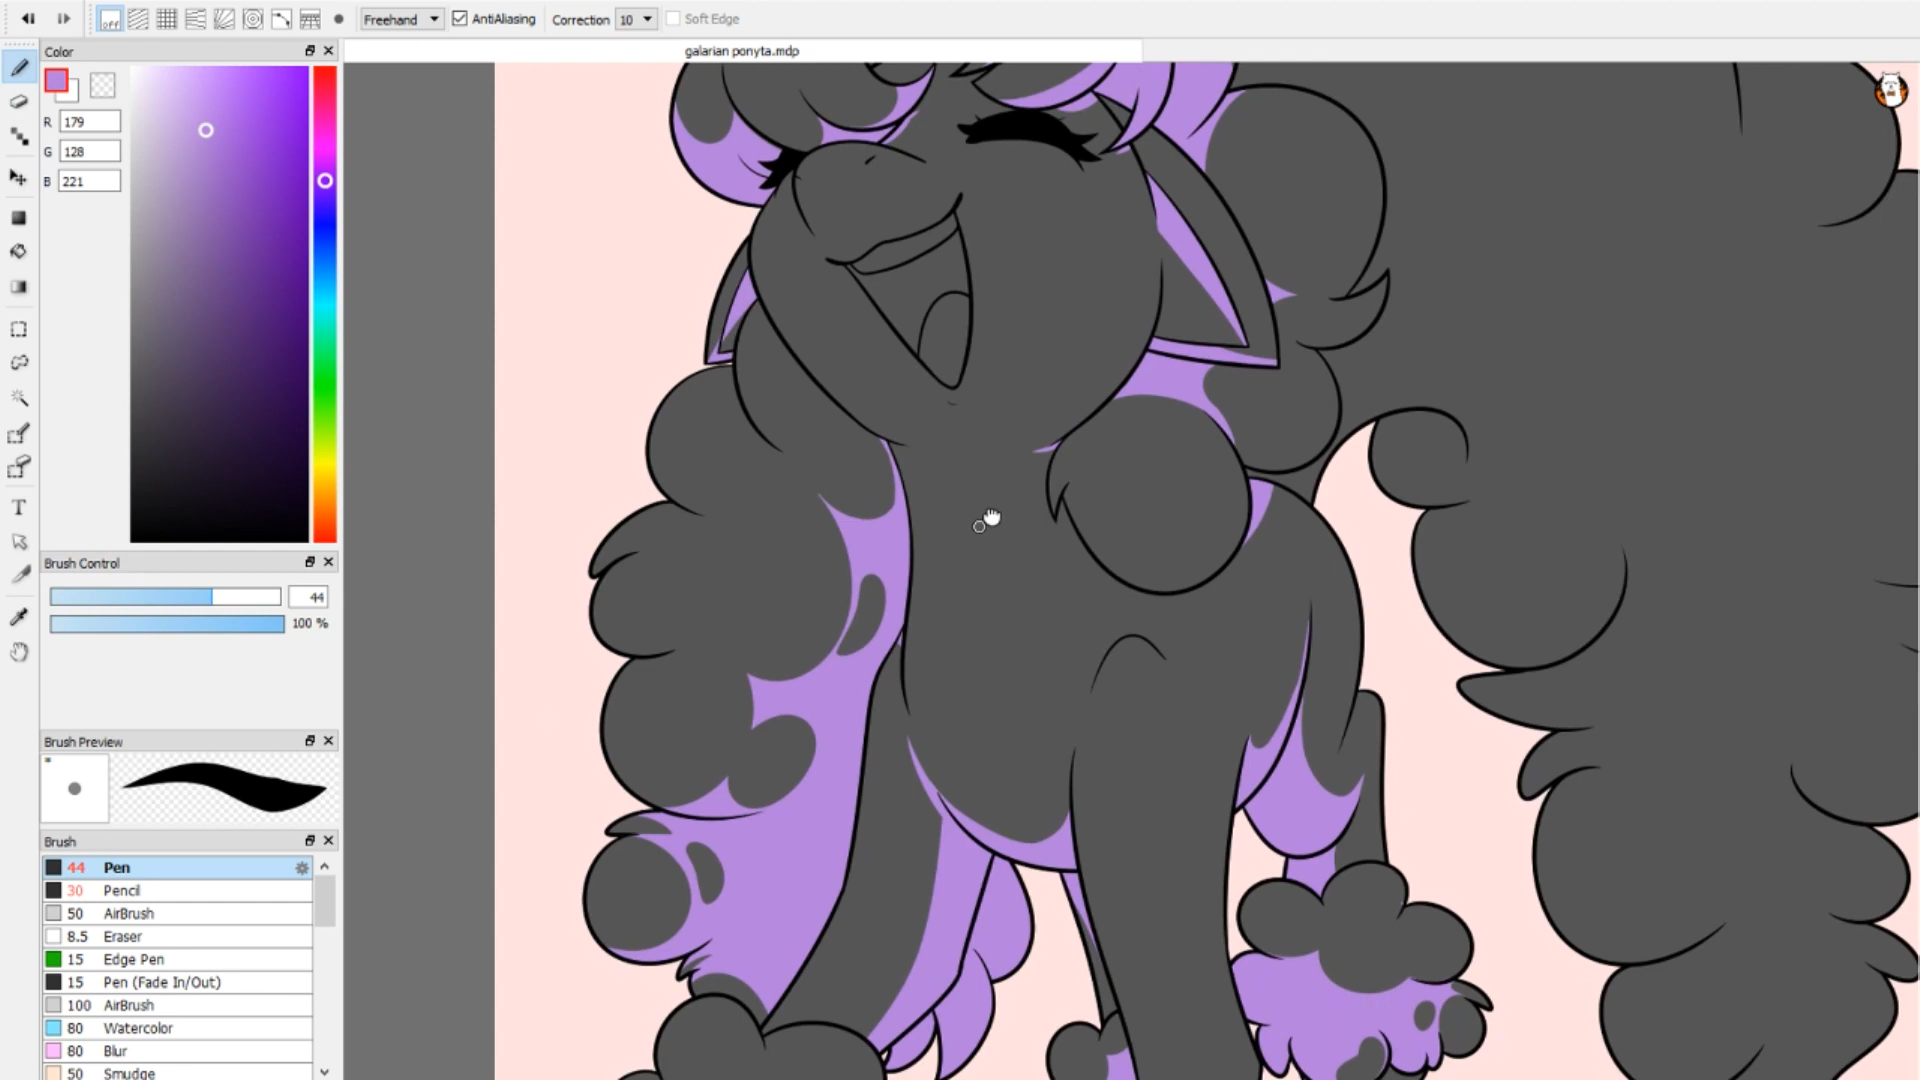 off
Freehand
AntiAliasing
Correction
10
Soft Edge
Color
galarian ponyta.mdp
R 179
G 128
B 221
Brush Control
44
100 %
Brush Preview
Brush
44 Pen
30 Pencil
50 AirBrush
8.5 Eraser
15 Edge Pen
15 Pen (Fade In/Out)
100 AirBrush
80 Watercolor
80 Blur
50 Smudge
T